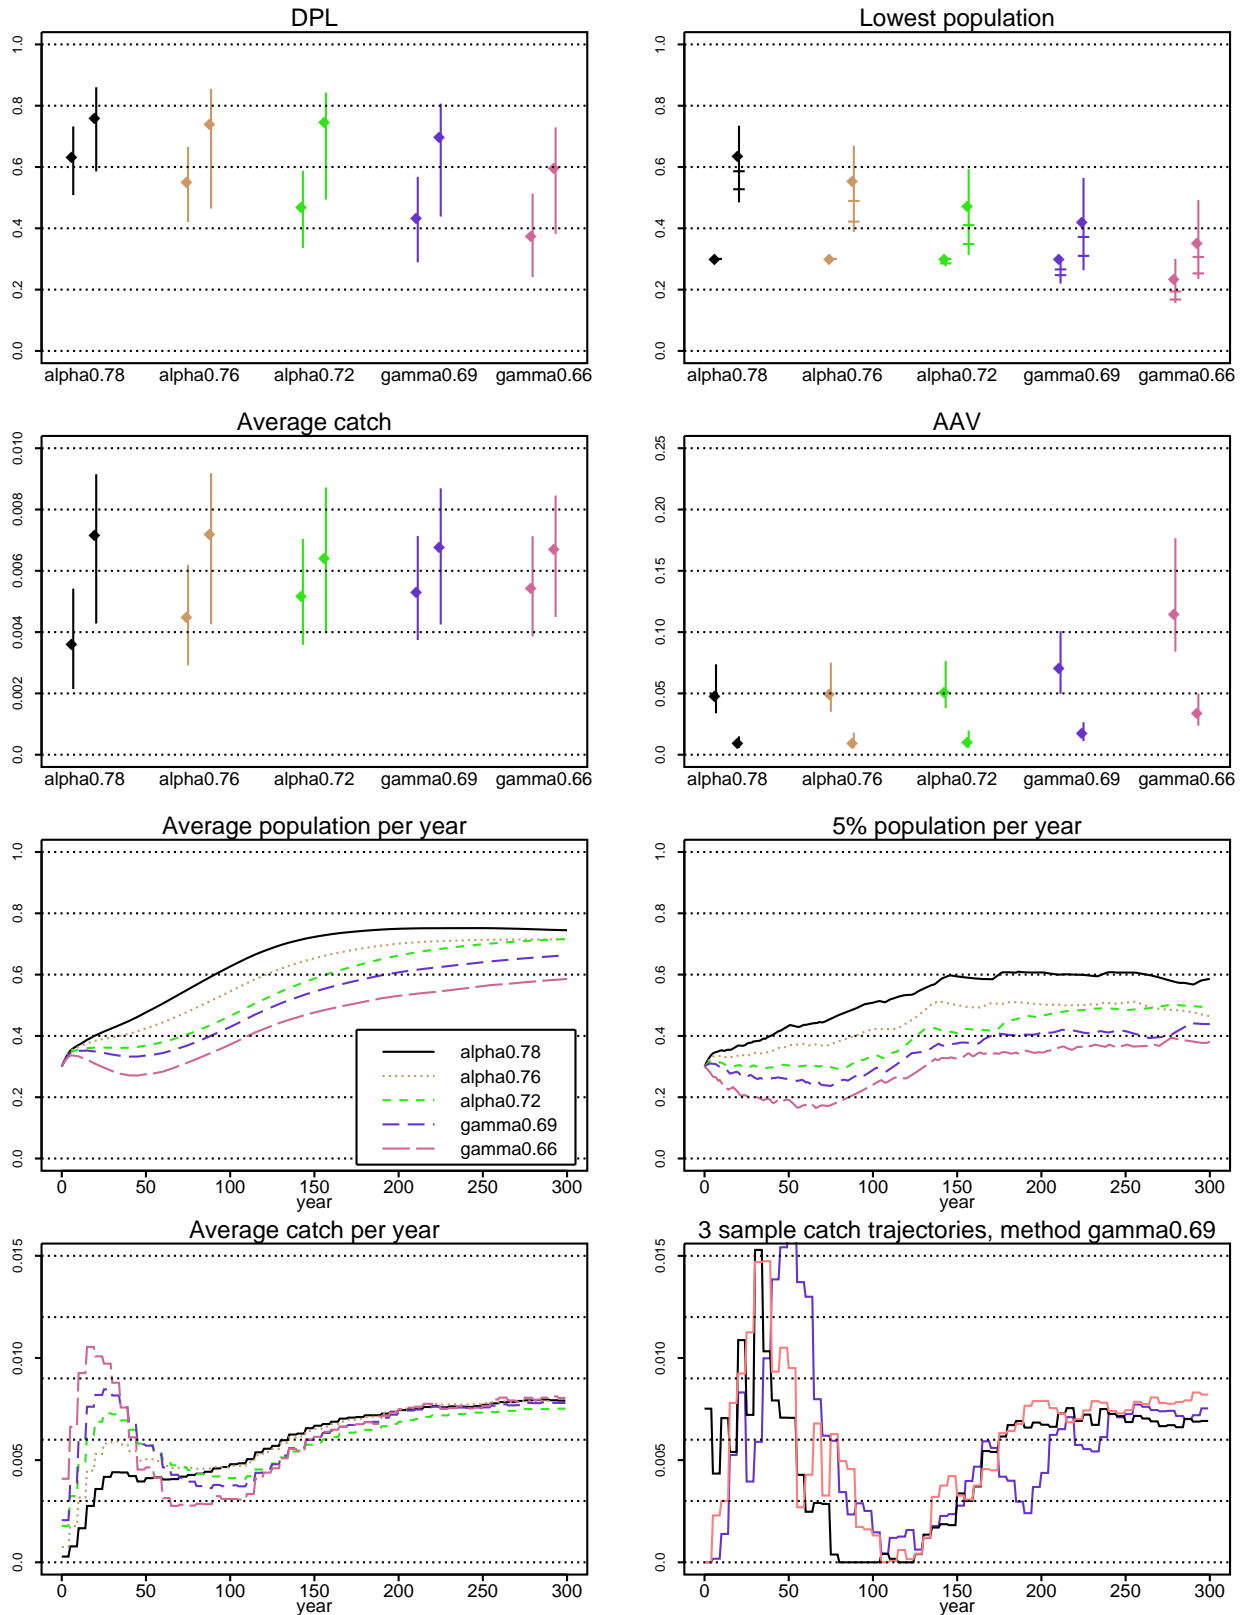 DPL
1.0
0.8
0.6
0.4
0.2
0.0
alpha0.78 alpha0.76 alpha0.72 gamma0.69 gamma0.66
Lowest population
1.0
0.8
0.6
0.4
0.2
0.0
alpha0.78 alpha0.76 alpha0.72 gamma0.69 gamma0.66
Average catch
0.010
0.008
0.006
0.004
0.002
0.0
alpha0.78 alpha0.76 alpha0.72 gamma0.69 gamma0.66
AAV
0.25
0.20
0.15
0.10
0.05
0.0
alpha0.78 alpha0.76 alpha0.72 gamma0.69 gamma0.66
Average population per year
1.0
0.8
0.6
0.4
0.2
0.0
alpha0.78
alpha0.76
alpha0.72
gamma0.69
gamma0.66
0 50 100 150 200 250 300
year
5% population per year
1.0
0.8
0.6
0.4
0.2
0.0
0 50 100 150 200 250 300
year
Average catch per year
0.015
0.010
0.005
0.0
0 50 100 150 200 250 300
year
3 sample catch trajectories, method gamma0.69
0.015
0.010
0.005
0.0
0 50 100 150 200 250 300
year